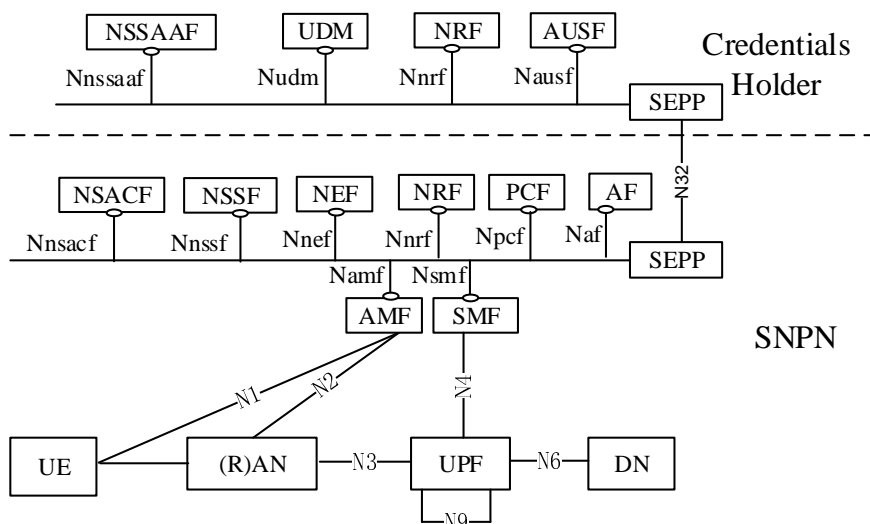 NSSAAF UDM NRF AUSF
Credentials
Holder
Nnssaaf Nudm Nnrf Nausf
SEPP
N32
NSACF NSSF NEF NRF PCF AF
Nnsacf Nnssf Nnef Nnrf Npcf Naf
SEPP
Namf Nsmf
AMF SMF
SNPN
N1 N2 N4
UE (R)AN N3 UPF N6 DN
N9